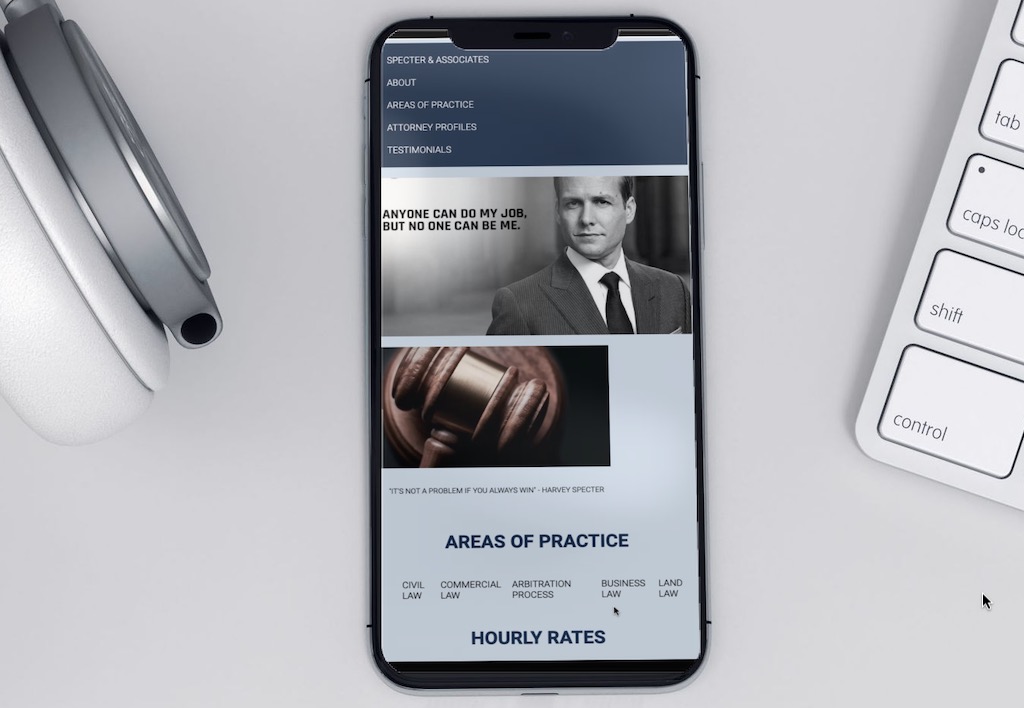 SPECTER & ASSOCIATES
ABOUT
AREAS OF PRACTICE
ATTORNEY PROFILES
TESTIMONIALS
ANYONE CAN DO MY JOB,
BUT NO ONE CAN BE ME.
"IT'S NOT A PROBLEM IF YOU ALWAYS WIN" - HARVEY SPECTER
AREAS OF PRACTICE
CIVIL COMMERCIAL ARBITRATION BUSINESS LAND
LAW LAW PROCESS LAW LAW
HOURLY RATES
tab
caps loc
shift
control